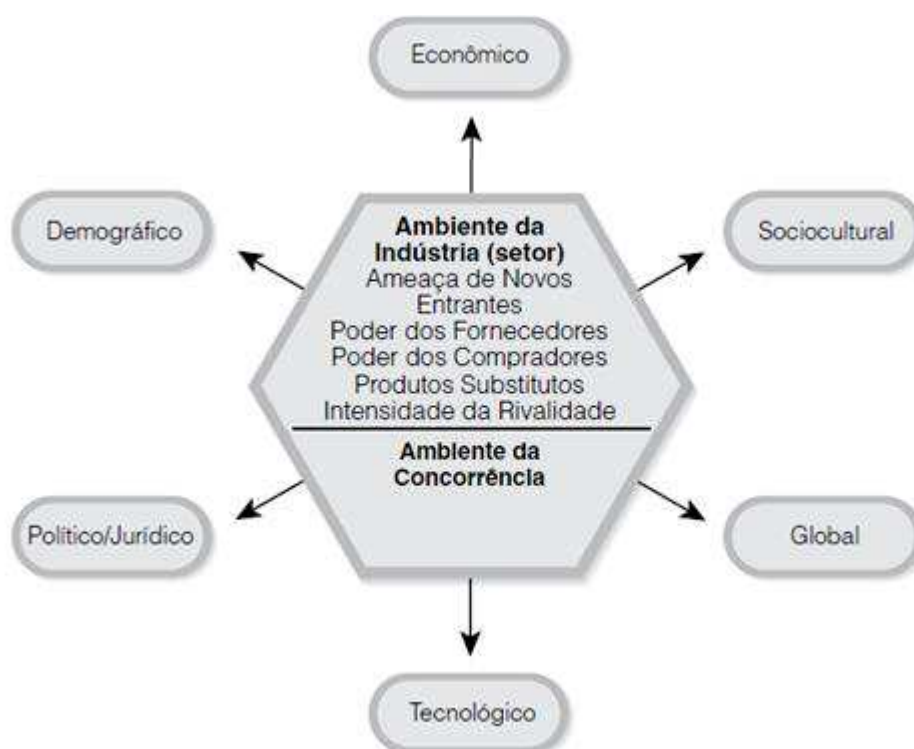 Econômico
Demográfico
Sociocultural
Ambiente da
Indústria (setor)
Ameaça de Novos
Entrantes
Poder dos Fornecedores
Poder dos Compradores
Produtos Substitutos
Intensidade da Rivalidade
Ambiente da
Concorrência
Político/Jurídico
Global
Tecnológico